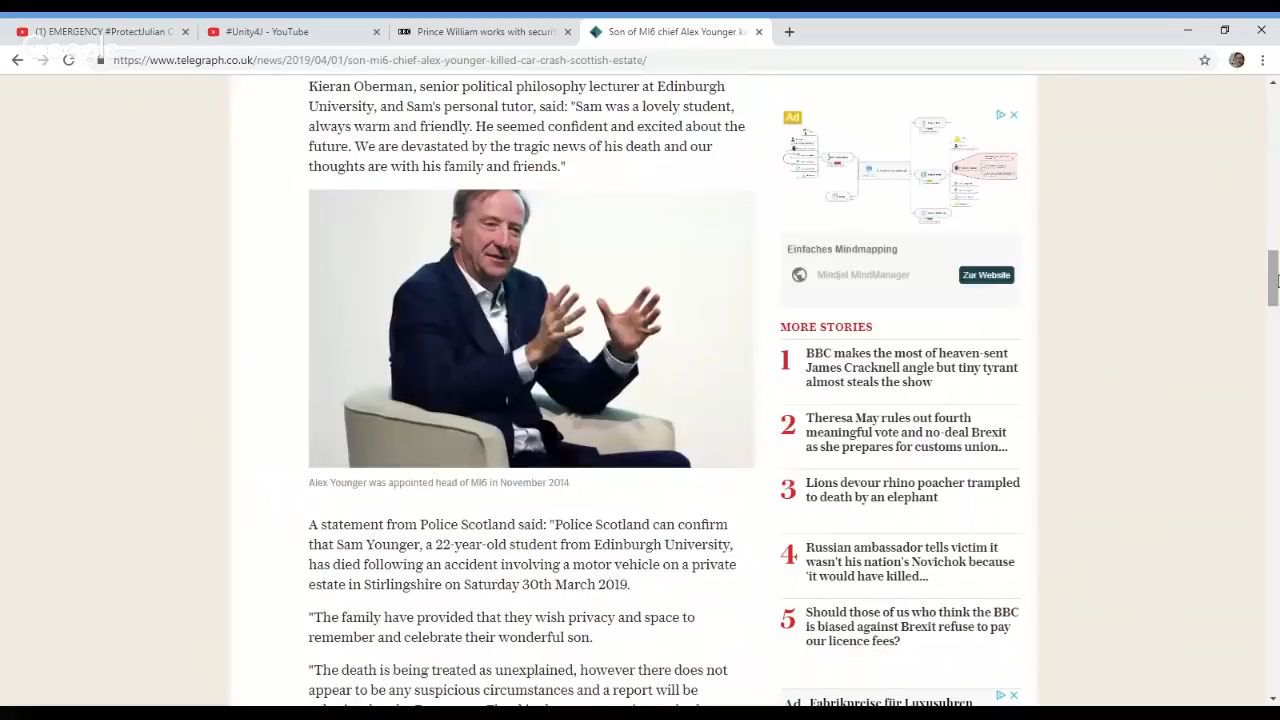 (1) EMERGENCY #ProtectJulian C
#Unity4J - YouTube
Prince William works with securit
Son of MI6 chief Alex Younger ki
https://www.telegraph.co.uk/news/2019/04/01/son-mi6-chief-alex-younger-killed-car-crash-scottish-estate/
Kieran Oberman, senior political philosophy lecturer at Edinburgh
University, and Sam's personal tutor, said: "Sam was a lovely student,
always warm and friendly. He seemed confident and excited about the
future. We are devastated by the tragic news of his death and our
thoughts are with his family and friends."
Alex Younger was appointed head of MI6 in November 2014
A statement from Police Scotland said: "Police Scotland can confirm
that Sam Younger, a 22-year-old student from Edinburgh University,
has died following an accident involving a motor vehicle on a private
estate in Stirlingshire on Saturday 30th March 2019.
"The family have provided that they wish privacy and space to
remember and celebrate their wonderful son.
"The death is being treated as unexplained, however there does not
appear to be any suspicious circumstances and a report will be
Ad
Einfaches Mindmapping
Mindjet MindManager
Zur Website
MORE STORIES
1
BBC makes the most of heaven-sent
James Cracknell angle but tiny tyrant
almost steals the show
2
Theresa May rules out fourth
meaningful vote and no-deal Brexit
as she prepares for customs union...
3
Lions devour rhino poacher trampled
to death by an elephant
4
Russian ambassador tells victim it
wasn't his nation's Novichok because
'it would have killed...
5
Should those of us who think the BBC
is biased against Brexit refuse to pay
our licence fees?
Ad Fabrikpreise für Luxusuhren